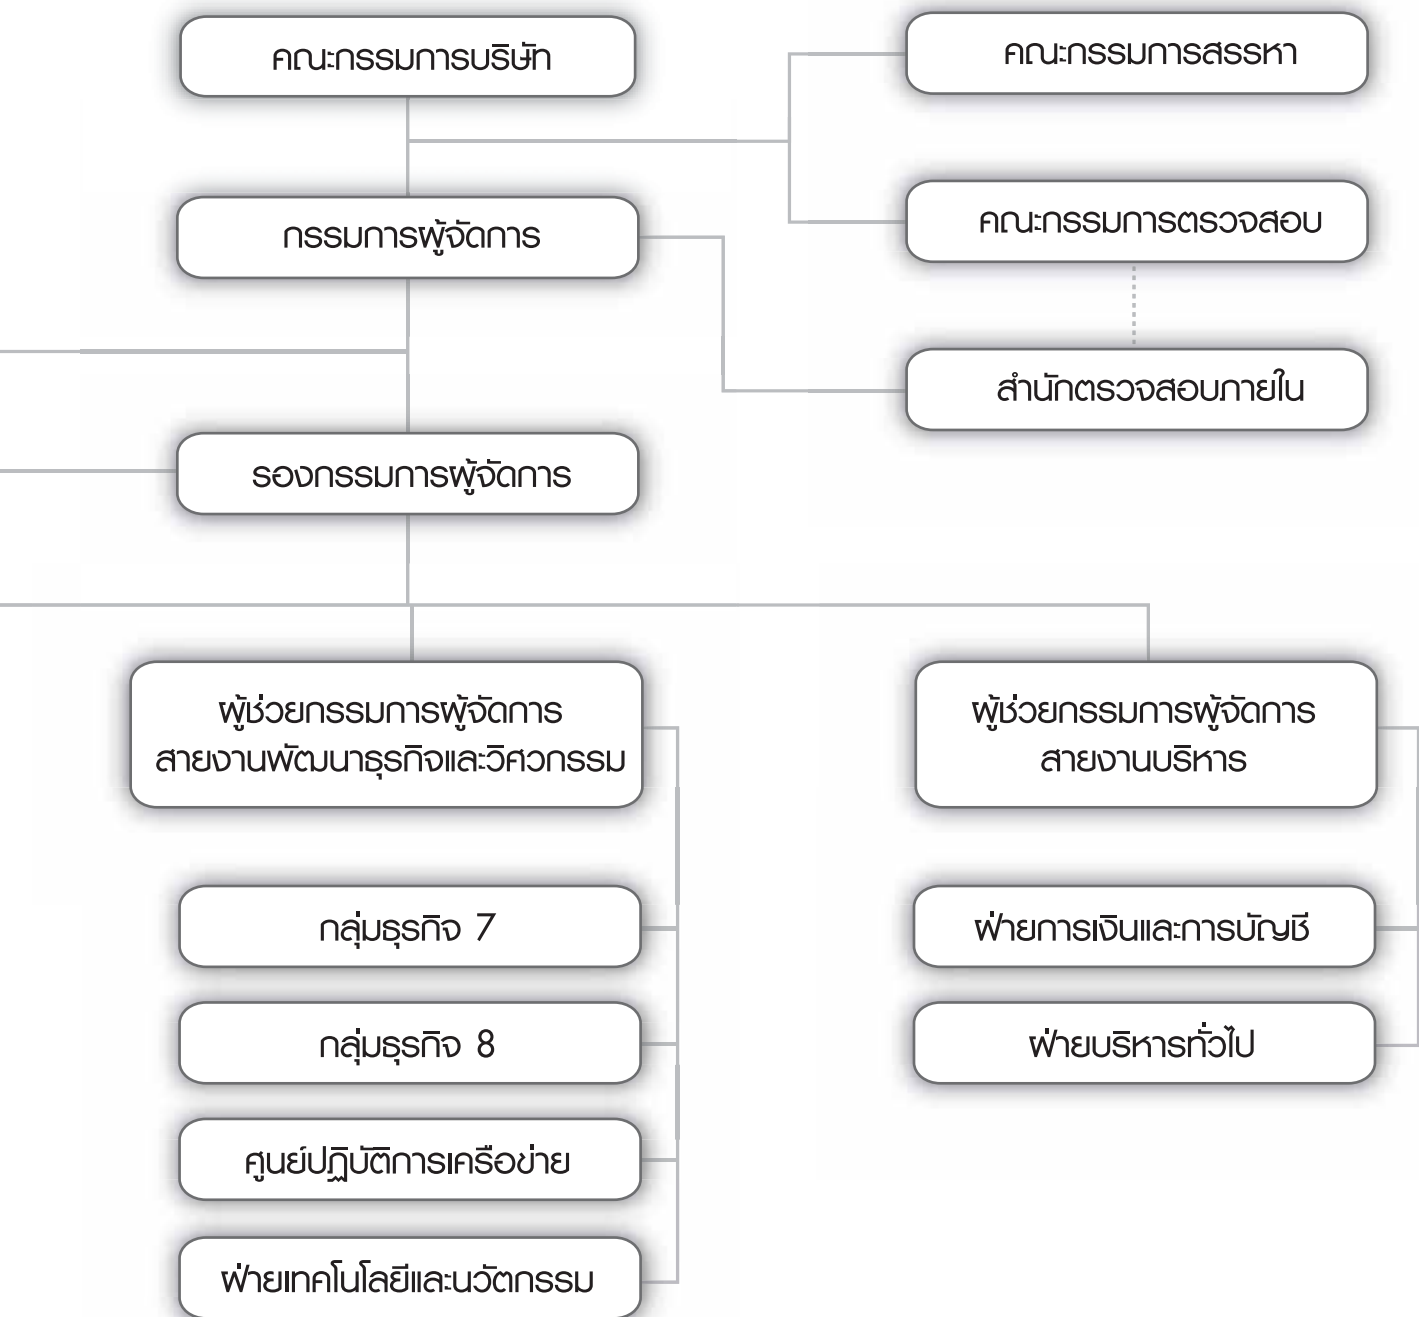 คณะกรรมการบริษัท
คณะกรรมการสรรหา
คณะกรรมการตรวจสอบ
กรรมการผู้จัดการ
สำนักตรวจสอบภายใน
รองกรรมการผู้จัดการ
ผู้ช่วยกรรมการผู้จัดการ
สายงานพัฒนาธุรกิจและวิศวกรรม
กลุ่มธุรกิจ 7
กลุ่มธุรกิจ 8
ศูนย์ปฏิบัติการเครือข่าย
ฝ่ายเทคโนโลยีและนวัตกรรม
ผู้ช่วยกรรมการผู้จัดการ
สายงานบริหาร
ฝ่ายการเงินและการบัญชี
ฝ่ายบริหารทั่วไป